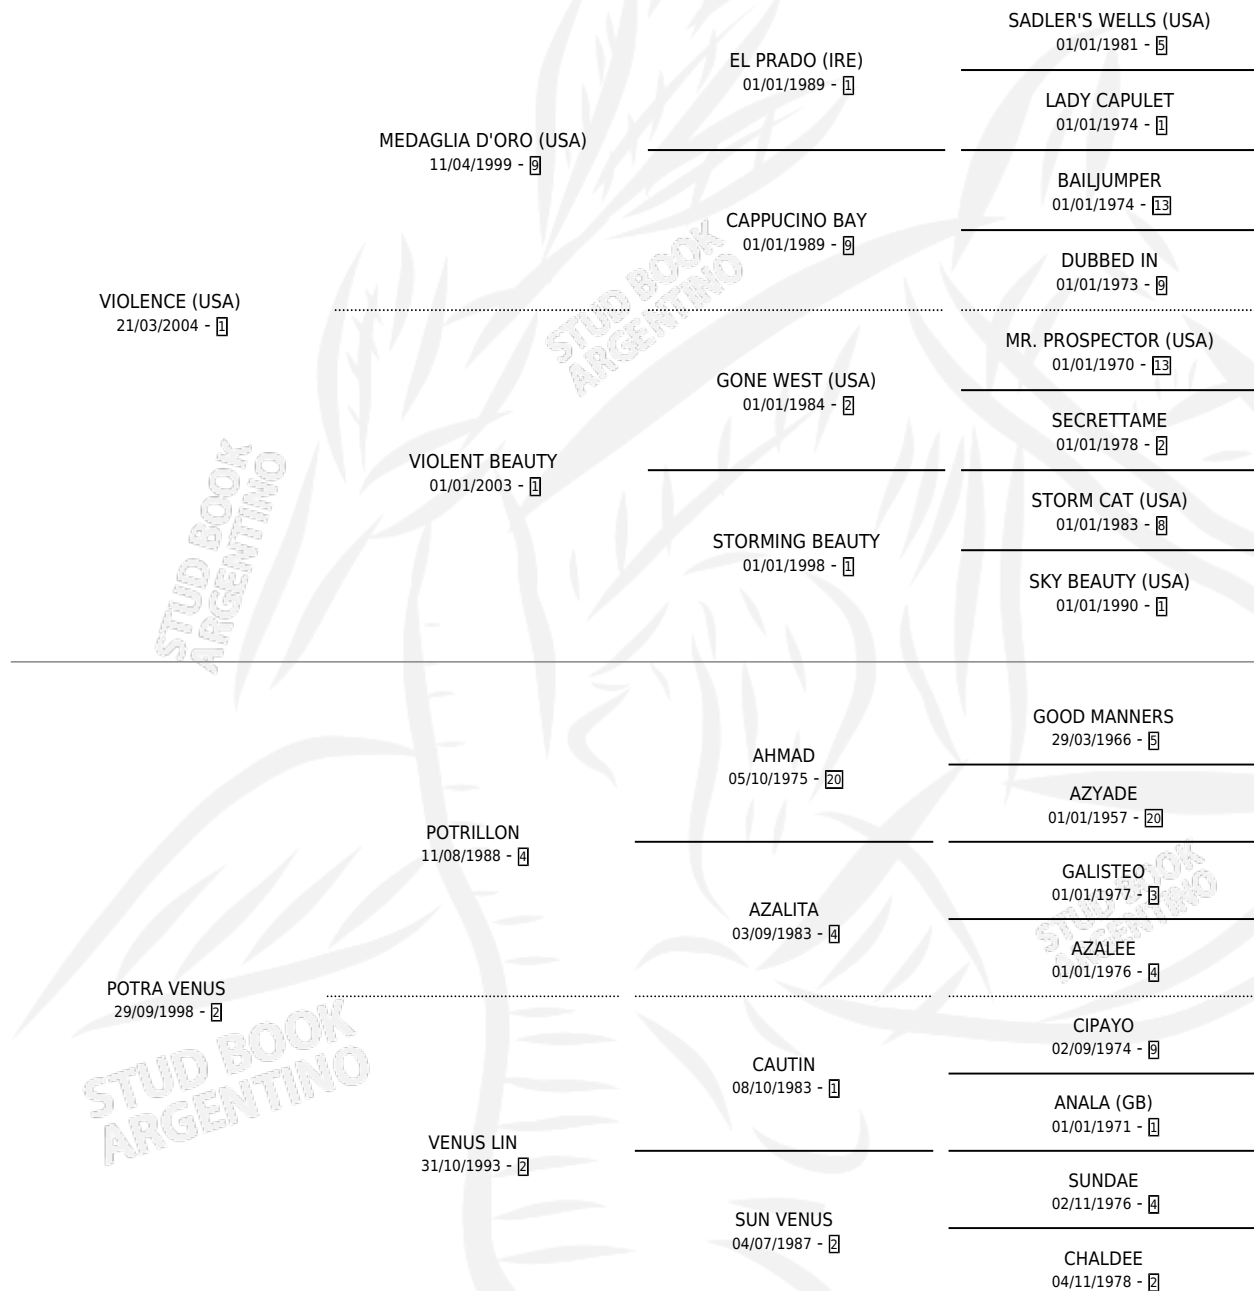 VIOLENCE (USA)
21/03/2004 - 1
MEDAGLIA D'ORO (USA)
11/04/1999 - 9
VIOLENT BEAUTY
01/01/2003 - 1
EL PRADO (IRE)
01/01/1989 - 1
CAPPUCINO BAY
01/01/1989 - 9
GONE WEST (USA)
01/01/1984 - 2
STORMING BEAUTY
01/01/1998 - 1
SADLER'S WELLS (USA)
01/01/1981 - 5
LADY CAPULET
01/01/1974 - 1
BAILJUMPER
01/01/1974 - 13
DUBBED IN
01/01/1973 - 9
MR. PROSPECTOR (USA)
01/01/1970 - 13
SECRETTAME
01/01/1978 - 2
STORM CAT (USA)
01/01/1983 - 8
SKY BEAUTY (USA)
01/01/1990 - 1
POTRA VENUS
29/09/1998 - 2
POTRILLON
11/08/1988 - 4
VENUS LIN
31/10/1993 - 2
AHMAD
05/10/1975 - 20
AZALITA
03/09/1983 - 4
CAUTIN
08/10/1983 - 1
SUN VENUS
04/07/1987 - 2
GOOD MANNERS
29/03/1966 - 5
AZYADE
01/01/1957 - 20
GALISTEO
01/01/1977 - 3
AZALEE
01/01/1976 - 4
CIPAYO
02/09/1974 - 9
ANALA (GB)
01/01/1971 - 1
SUNDAE
02/11/1976 - 4
CHALDEE
04/11/1978 - 2
STUD BOOK
ARGENTINO
STUD BOOK
ARGENTINO
STUD BOOK
ARGENTINO
STUD BOOK
ARGENTINO